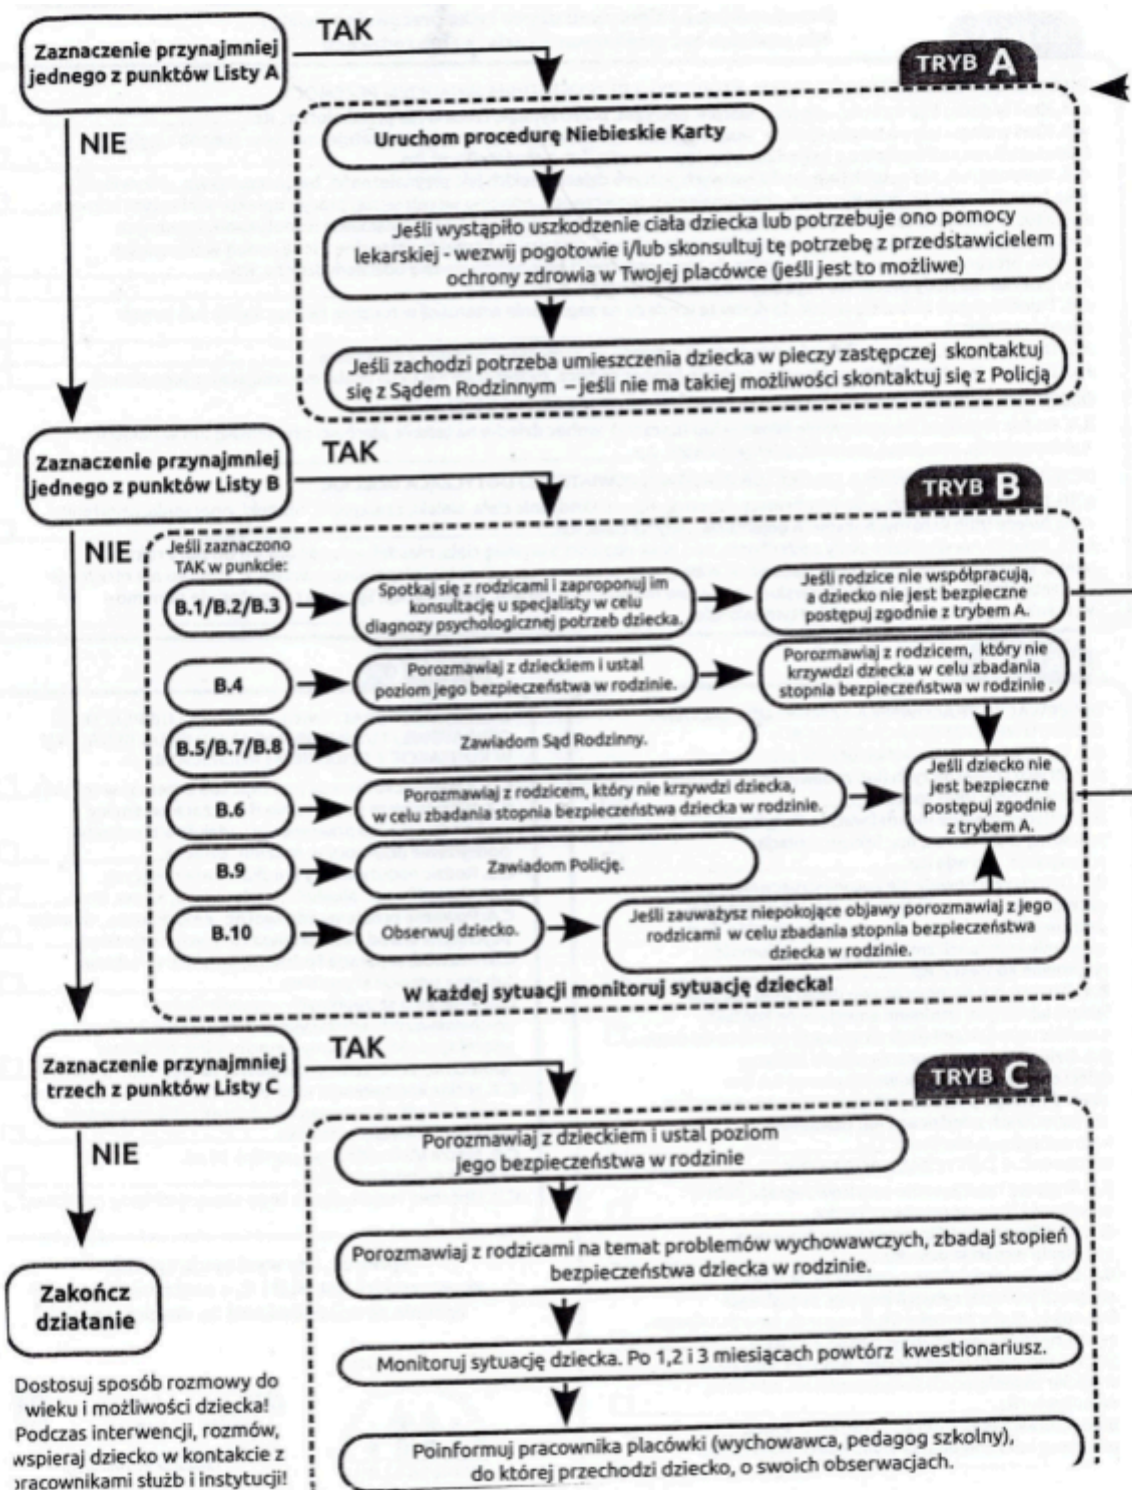 Zaznaczenie przynajmniej
jednego z punktów Listy A
TAK
NIE
TRYB A
Uruchom procedurę Niebieskie Karty
Jeśli wystąpiło uszkodzenie ciała dziecka lub potrzebuje ono pomocy
lekarskiej - wezwij pogotowie i/lub skonsultuj tę potrzebę z przedstawicielem
ochrony zdrowia w Twojej placówce (jeśli jest to możliwe)
Jeśli zachodzi potrzeba umieszczenia dziecka w pieczy zastępczej skontaktuj
się z Sądem Rodzinnym – jeśli nie ma takiej możliwości skontaktuj się z Policją
Zaznaczenie przynajmniej
jednego z punktów Listy B
TAK
NIE
TRYB B
Jeśli zaznaczono
TAK w punkcie:
B.1/B.2/B.3
Spotkaj się z rodzicami i zaproponuj im
konsultację u specjalisty w celu
diagnozy psychologicznej potrzeb dziecka.
Jeśli rodzice nie współpracują,
a dziecko nie jest bezpieczne
postępuj zgodnie z trybem A.
B.4
Porozmawiaj z dzieckiem i ustal
poziom jego bezpieczeństwa w rodzinie.
Porozmawiaj z rodzicem, który nie
krzywdzi dziecka w celu zbadania
stopnia bezpieczeństwa w rodzinie .
B.5/B.7/B.8
Zawiadom Sąd Rodzinny.
Jeśli dziecko nie
jest bezpieczne
postępuj zgodnie
z trybem A.
B.6
Porozmawiaj z rodzicem, który nie krzywdzi dziecka,
w celu zbadania stopnia bezpieczeństwa dziecka w rodzinie.
B.9
Zawiadom Policję.
B.10
Obserwuj dziecko.
Jeśli zauważysz niepokojące objawy porozmawiaj z jego
rodzicami w celu zbadania stopnia bezpieczeństwa
dziecka w rodzinie.
W każdej sytuacji monitoruj sytuację dziecka!
Zaznaczenie przynajmniej
trzech z punktów Listy C
TAK
NIE
TRYB C
Porozmawiaj z dzieckiem i ustal poziom
jego bezpieczeństwa w rodzinie
Porozmawiaj z rodzicami na temat problemów wychowawczych, zbadaj stopień
bezpieczeństwa dziecka w rodzinie.
Monitoruj sytuację dziecka. Po 1,2 i 3 miesiącach powtórz kwestionariusz.
Poinformuj pracownika placówki (wychowawca, pedagog szkolny),
do której przechodzi dziecko, o swoich obserwacjach.
Zakończ
działanie
Dostosuj sposób rozmowy do
wieku i możliwości dziecka!
Podczas interwencji, rozmów,
wspieraj dziecko w kontakcie z
pracownikami służb i instytucji!